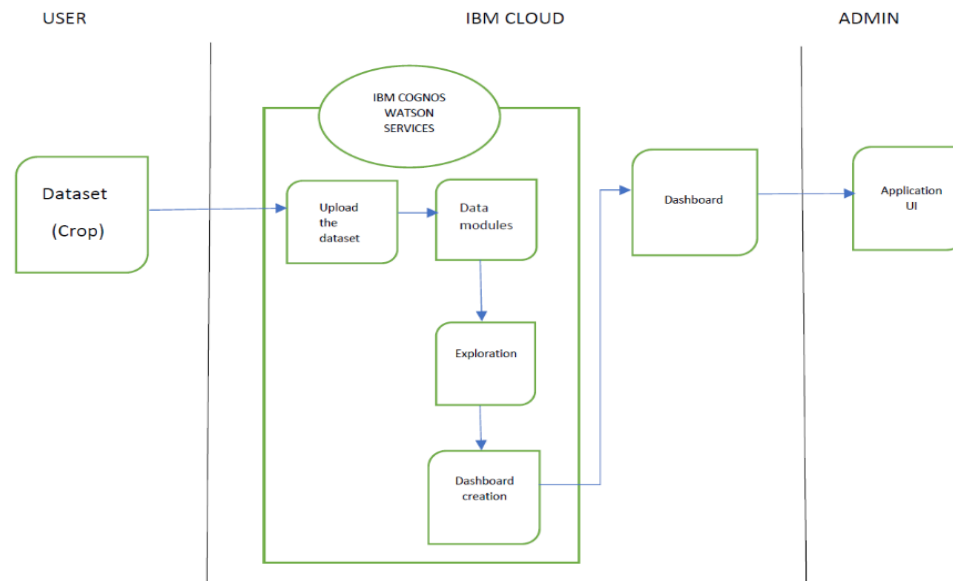 USER
IBM CLOUD
ADMIN
IBM COGNOS
WATSON
SERVICES
Dataset
(Crop)
Upload
the
dataset
Data
modules
Dashboard
Application
UI
Exploration
Dashboard
creation